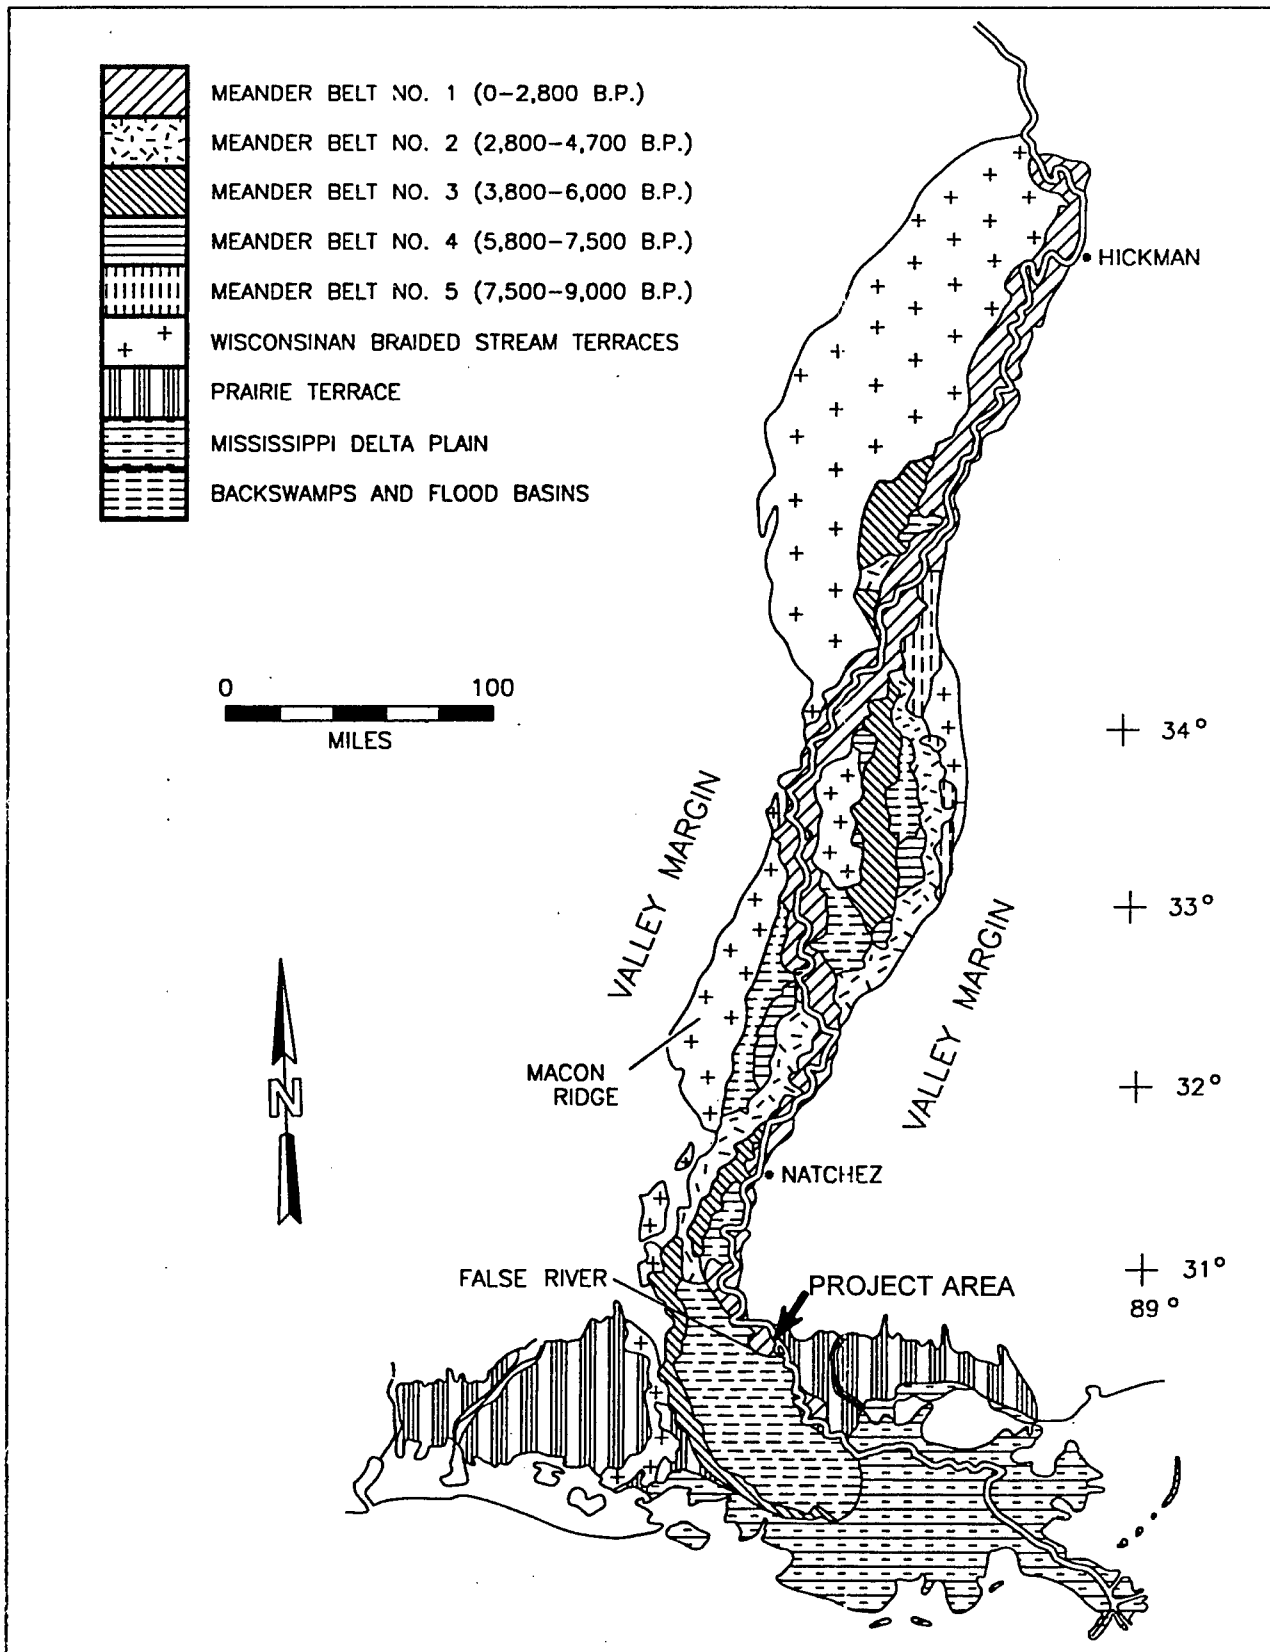 MEANDER BELT NO. 1 (0-2,800 B.P.)
MEANDER BELT NO. 2 (2,800-4,700 B.P.)
MEANDER BELT NO. 3 (3,800-6,000 B.P.)
MEANDER BELT NO. 4 (5,800-7,500 B.P.)
MEANDER BELT NO. 5 (7,500-9,000 B.P.)
WISCONSINAN BRAIDED STREAM TERRACES
PRAIRIE TERRACE
MISSISSIPPI DELTA PLAIN
BACKSWAMPS AND FLOOD BASINS
HICKMAN
0 100
MILES
34°
VALLEY MARGIN
33°
VALLEY MARGIN
MACON
RIDGE
32°
N
NATCHEZ
FALSE RIVER
PROJECT AREA
31°
89°